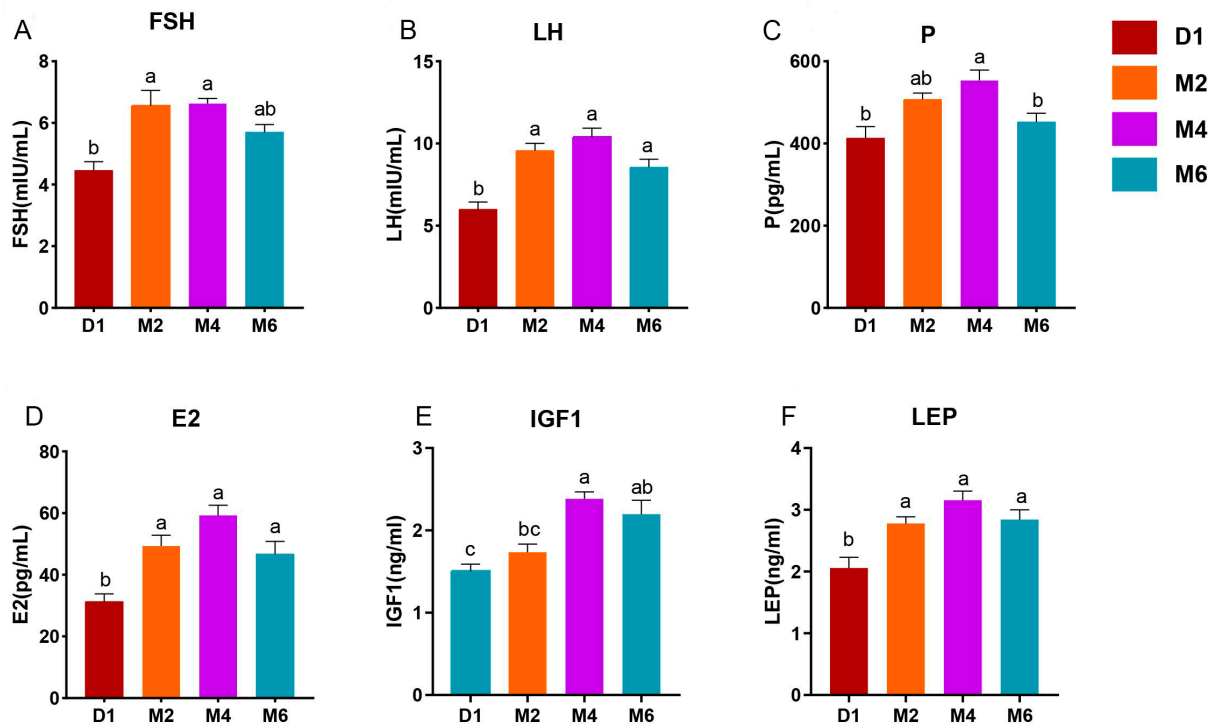 A
FSH
FSH(mIU/mL)
8
6
4
2
0
b
a
a
ab
D1 M2 M4 M6
B
LH
LH(mIU/mL)
15
10
5
0
b
a
a
a
D1 M2 M4 M6
C
P
P(pg/mL)
600
400
200
0
b
ab
a
b
D1 M2 M4 M6
D1
M2
M4
M6
D
E2
E2(pg/mL)
80
60
40
20
0
b
a
a
a
D1 M2 M4 M6
E
IGF1
IGF1(ng/ml)
3
2
1
0
c
bc
a
ab
D1 M2 M4 M6
F
LEP
LEP(ng/ml)
4
3
2
1
0
b
a
a
a
D1 M2 M4 M6